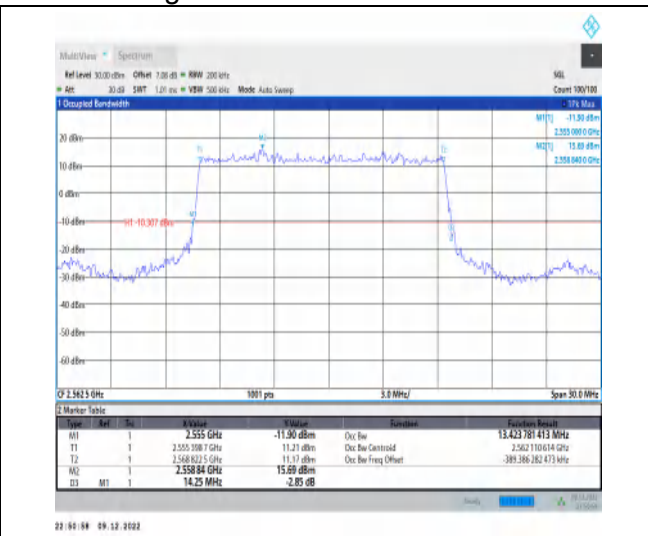 MultiView Spectrum
Ref Level 30.00 dBm Offset 7.00 dB RBW 200 kHz SGL
Att 30 dB SWT 1.01 ms VBW 500 kHz Mode Auto Sweep Count 100/100
1 Occupied Bandwidth 1Pk Max
M1[1] -11.90 dBm
2.555 000 0 GHz
M2[1] 15.69 dBm
2.558 840 0 GHz
20 dBm
10 dBm
0 dBm
-10 dBm
H1 -10.307 dBm
-20 dBm
-30 dBm
-40 dBm
-50 dBm
-60 dBm
T1
M2
T2
M1
CF 2.562 5 GHz 1001 pts 3.0 MHz/ Span 30.0 MHz
2 Marker Table
Type Ref Trc X-Value Y-Value Function Function Result
M1 1 2.555 GHz -11.90 dBm Occ Bw 13.423 781 413 MHz
T1 1 2.555 398 7 GHz 11.21 dBm Occ Bw Centroid 2.562 110 614 GHz
T2 1 2.568 822 5 GHz 11.17 dBm Occ Bw Freq Offset -389.386 282 473 kHz
M2 1 2.558 84 GHz 15.69 dBm
D3 M1 1 14.25 MHz -2.85 dB
Ready
22:50:58 09.12.2022